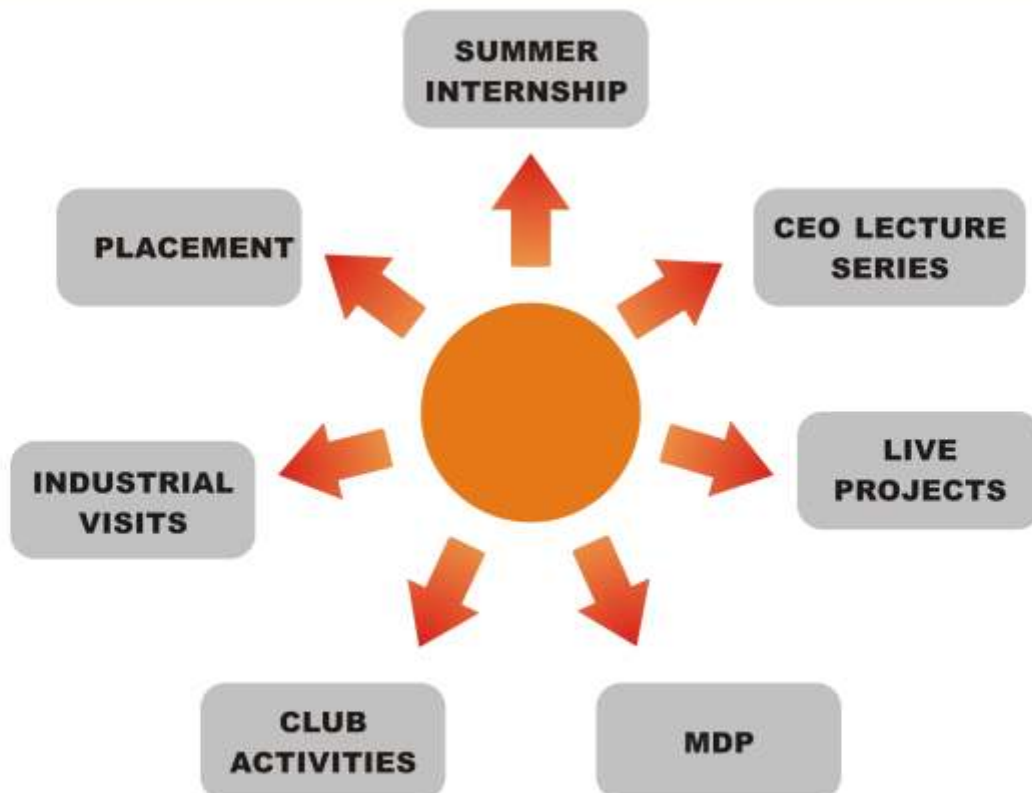 SUMMER
INTERNSHIP
PLACEMENT
CEO LECTURE
SERIES
INDUSTRIAL
VISITS
LIVE
PROJECTS
CLUB
ACTIVITIES
MDP